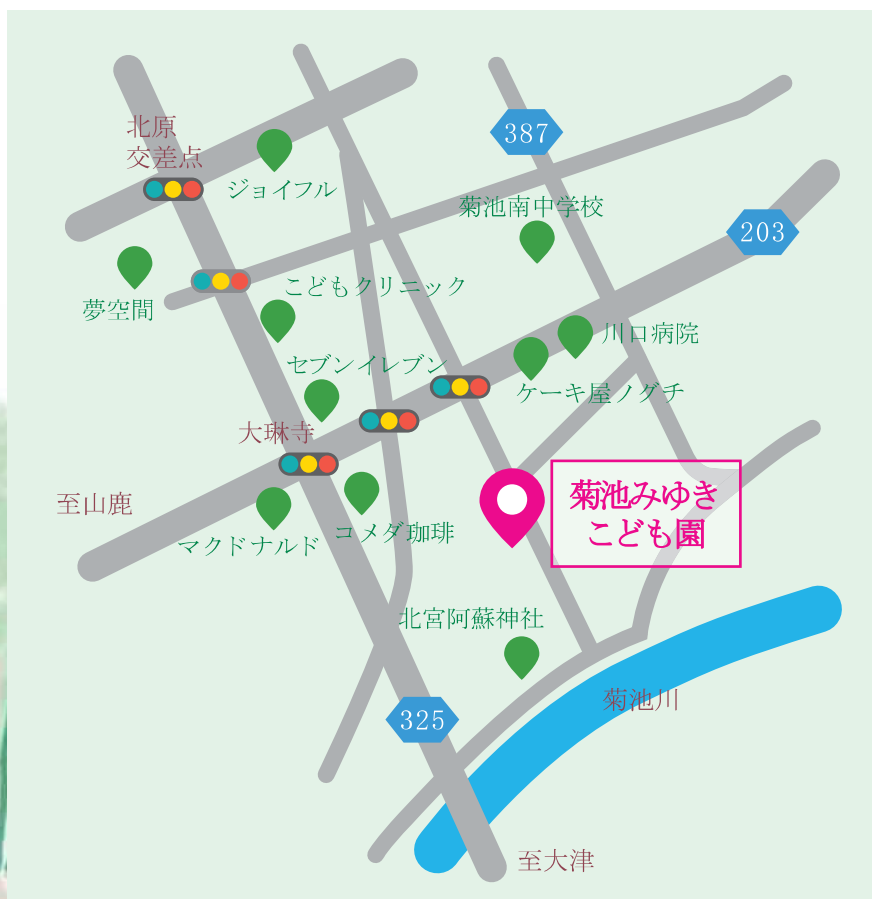 北原
交差点
387
ジョイフル
菊池南中学校
203
夢空間
こどもクリニック
川口病院
セブンイレブン
ケーキ屋ノグチ
大琳寺
至山鹿
菊池みゆき
こども園
マクドナルド
コメダ珈琲
北宮阿蘇神社
菊池川
325
至大津